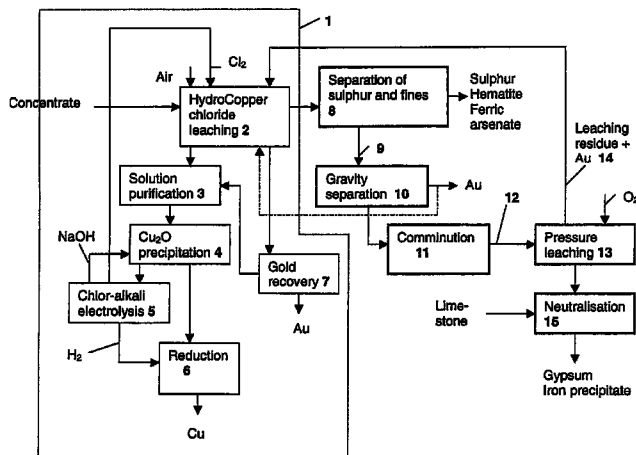 1
Cl₂
Air
Concentrate
HydroCopper
chloride
leaching 2
Separation of
sulphur and fines
8
Sulphur
Hematite
Ferric
arsenate
9
Leaching
residue +
Au 14
Solution
purification 3
Gravity
separation 10
Au
12
O₂
NaOH
Cu₂O
precipitation 4
Gold
recovery 7
Comminution
11
Pressure
leaching 13
Chlor-alkali
electrolysis 5
Au
Lime-
stone
Neutralisation
15
H₂
Reduction
6
Gypsum
Iron precipitate
Cu